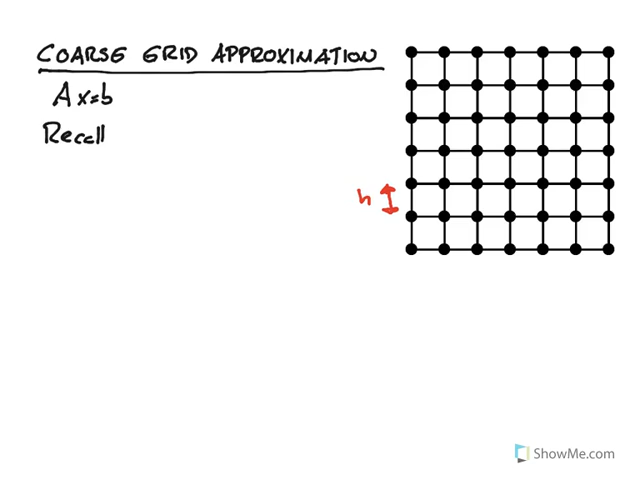 COARSE GRID APPROXIMATION
Ax=b
Recall
h
ShowMe.com